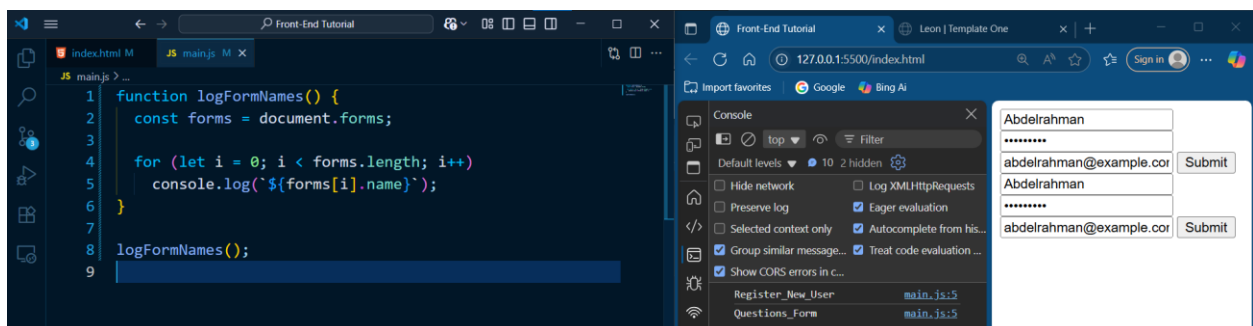 Front-End Tutorial
index.html M
JS main.js M
JS main.js > ...
1 function logFormNames() {
2 const forms = document.forms;
3
4 for (let i = 0; i < forms.length; i++)
5 console.log(`${forms[i].name}`);
6 }
7
8 logFormNames();
9
3
Front-End Tutorial
Leon | Template One
127.0.0.1:5500/index.html
Sign in
Import favorites
Google
Bing Ai
Console
top
Filter
Default levels
10
2 hidden
Hide network
Log XMLHttpRequests
Preserve log
Eager evaluation
Selected context only
Autocomplete from his...
Group similar message...
Treat code evaluation ...
Show CORS errors in c...
Register_New_User main.js:5
Questions_Form main.js:5
Abdelrahman
•••••••••
abdelrahman@example.cor Submit
Abdelrahman
•••••••••
abdelrahman@example.cor Submit